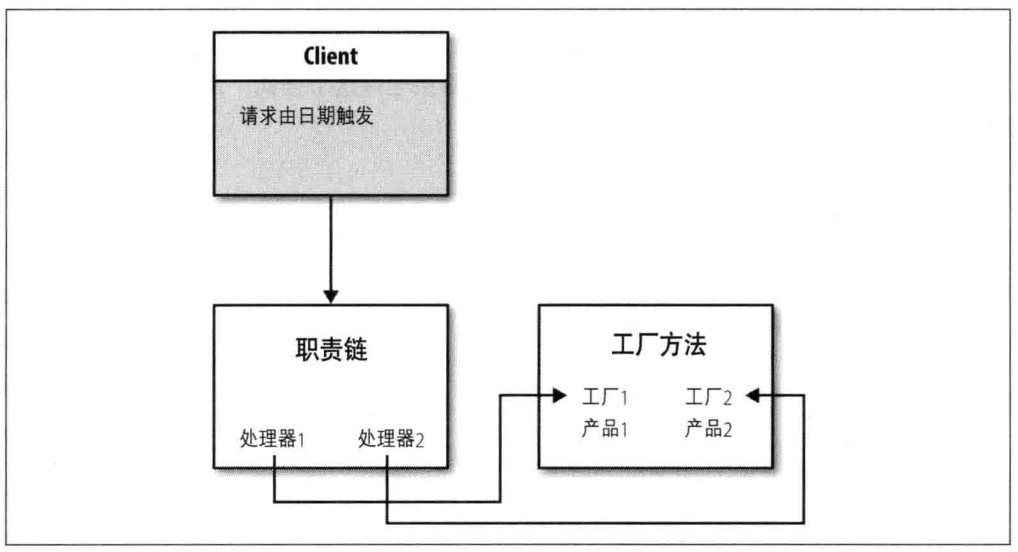 Client
请求由日期触发
职责链
处理器1 处理器2
工厂方法
工厂1 工厂2
产品1 产品2